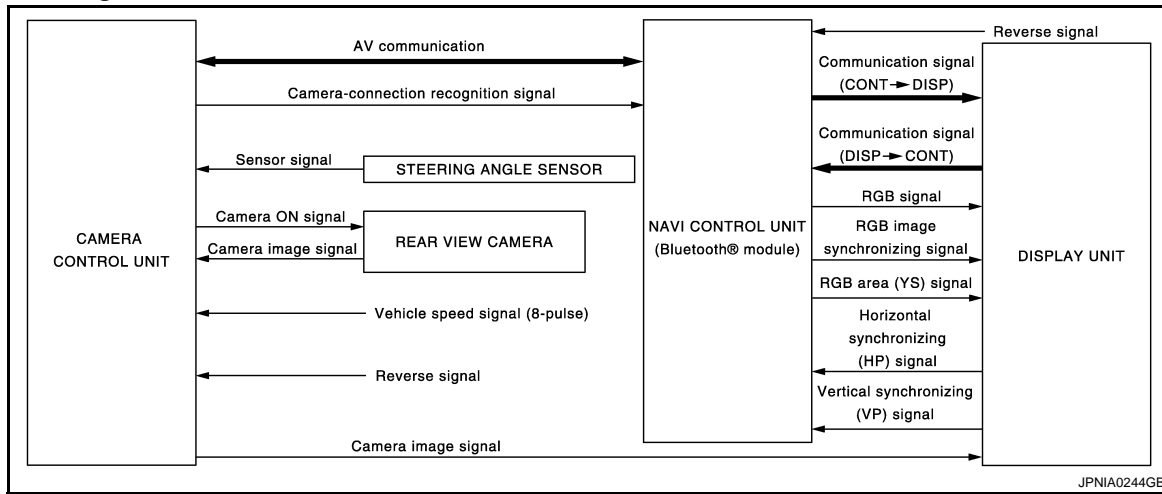 AV communication
Camera-connection recognition signal
Sensor signal
STEERING ANGLE SENSOR
Camera ON signal
Camera image signal
REAR VIEW CAMERA
CAMERA
CONTROL UNIT
Vehicle speed signal (8-pulse)
Reverse signal
Camera image signal
NAVI CONTROL UNIT
(Bluetooth® module)
Reverse signal
Communication signal
(CONT→DISP)
Communication signal
(DISP→CONT)
RGB signal
RGB image
synchronizing signal
RGB area (YS) signal
Horizontal
synchronizing
(HP) signal
Vertical synchronizing
(VP) signal
DISPLAY UNIT
JPNIA0244GB